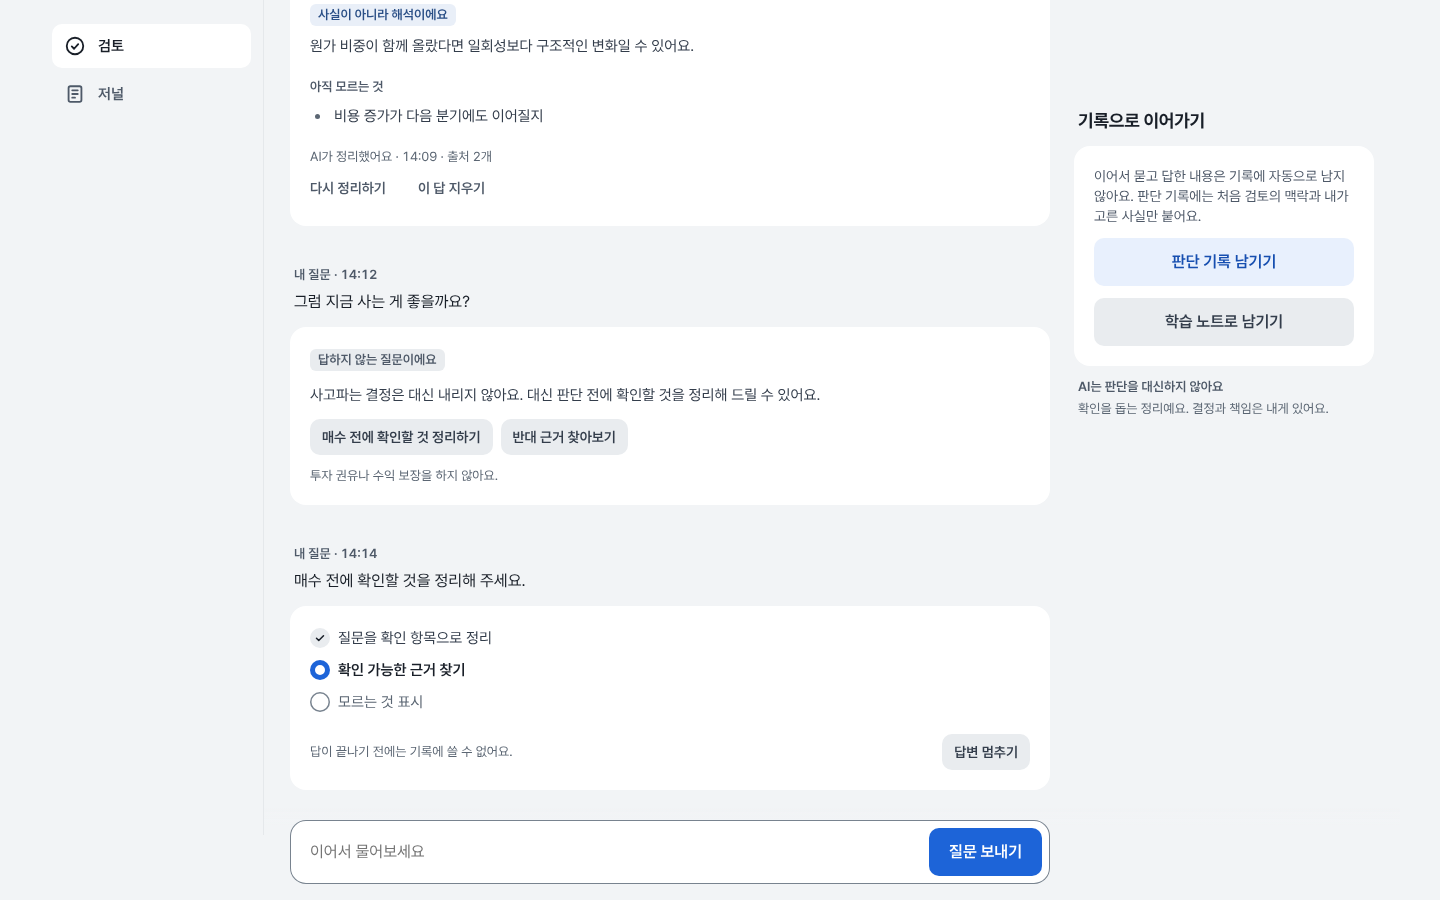 검토
저널
사실이 아니라 해석이에요
원가 비중이 함께 올랐다면 일회성보다 구조적인 변화일 수 있어요.
아직 모르는 것
• 비용 증가가 다음 분기에도 이어질지
AI가 정리했어요 · 14:09 · 출처 2개
다시 정리하기 이 답 지우기
내 질문 · 14:12
그럼 지금 사는 게 좋을까요?
답하지 않는 질문이에요
사고파는 결정은 대신 내리지 않아요. 대신 판단 전에 확인할 것을 정리해 드릴 수 있어요.
매수 전에 확인할 것 정리하기 반대 근거 찾아보기
투자 권유나 수익 보장을 하지 않아요.
내 질문 · 14:14
매수 전에 확인할 것을 정리해 주세요.
질문을 확인 항목으로 정리
확인 가능한 근거 찾기
모르는 것 표시
답이 끝나기 전에는 기록에 쓸 수 없어요.
답변 멈추기
이어서 물어보세요
질문 보내기
기록으로 이어가기
이어서 묻고 답한 내용은 기록에 자동으로 남지
않아요. 판단 기록에는 처음 검토의 맥락과 내가
고른 사실만 붙어요.
판단 기록 남기기
학습 노트로 남기기
AI는 판단을 대신하지 않아요
확인을 돕는 정리예요. 결정과 책임은 내게 있어요.